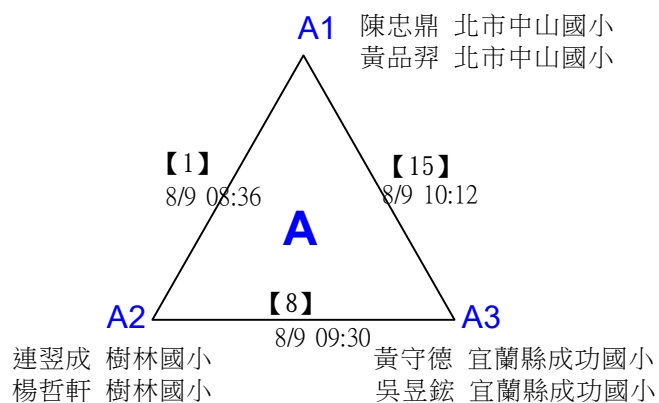 A1
陳忠鼎 北市中山國小
黃品羿 北市中山國小
【1】
8/9 08:36
【15】
8/9 10:12
A
【8】
8/9 09:30
A2
A3
連翌成 樹林國小
楊哲軒 樹林國小
黃守德 宜蘭縣成功國小
吳昱鋐 宜蘭縣成功國小